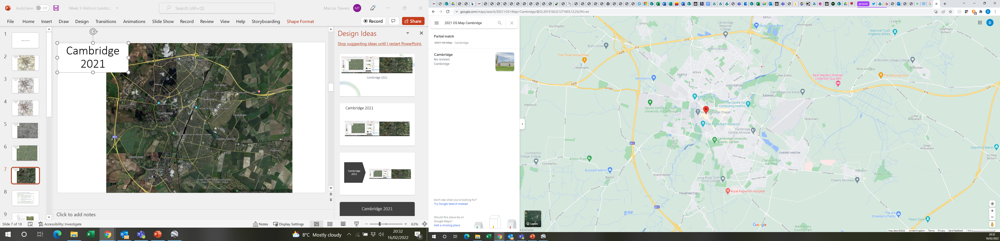 AutoSave Off
Week 5 Historic Landsc...
Search (Alt+Q)
Marcus Travers MT
File Home Insert Draw Design Transitions Animations Slide Show Record Review View Help Storyboarding Shape Format
Record Share
1
2
3
4
5
6
7
8
9
Cambridge
2021
Milton
Horningsea
Milton Country Park
Cambridge Regional College
Arbury
Fen Ditton
Best Western Premier Collection Quy Mill
BARNWELL
Kettle's Yard
The Centre for Computing History
Cambridge
Teversham
M11
Cambridge University Botanic Garden
CHERRY HINTON
Fulbourn
Grantchester
TRUMPINGTON
Image © 2021 Maxar Technologies
Image © 2021 CNES / Airbus
Wandlebury Country Park
Click to add notes
Design Ideas
Stop suggesting ideas until I restart PowerPoint.
Cambridge 2021
Cambridge 2021
Cambridge
2021
Cambridge 2021
Slide 7 of 18
Accessibility: Investigate
Notes
Display Settings
63%
8°C Mostly cloudy
20:32
16/02/2022
11
groovie
google.com/maps/search/2021+OS+Map+Cambridge/@52.2013142,0.1271603,13.25z?hl=en
D
2021 OS Map Cambridge
Partial match
2021 OS Map Cambridge
Cambridge
No reviews
Cambridge
Don't see what you're looking for?
Try Google Search instead
Should this place be on
Google Maps?
Add a missing place
D
Dry Drayton
Girton
Cambridge
Regional
College
Milton
Tesco Superstore
Horningsea
Lode
Swaffham
Bulbeck
National Trust -
Anglesey Abbey
Milton
Country Park
A14
Bulls Close
KING'S HEDGES
A428
The Three Horseshoes
Madingley
Bottisham Village College
Bottisham
Stow cum Quy
CASTLE
Arbury
Fen Ditton
Best Western Premier
Collection Quy Mill...
The Missing Sock
Sainsbury's
River Cam
CHESTERTON
A1303
Cambridge Ice Arena
BARNWELL
Kettle's Yard
Hardwick
Sports Centre and Gym,
University of Cambridge
The Centre for
Computing History
King's College Chapel
Little
Wilbraham
Teversham
The Fitzwilliam Museum
Cambridge
Central Mosque
Cambridge University
Botanic Garden
M11
Great
Wilbraham
Swynford Manor
Comberton
Village College
Comberton
Arbory Trust
CHERRY HINTON
Cherry Hinton
Hall Park
Six Mile
Bottom
Burwash Manor
Barton
Grantchester
Long Road Sixth
Form College
Fulbourn
Fulbourn Fen
Cheeky Monkeys
TRUMPINGTON
Royal Papworth Hospital
M11
The Ark
Strawberry Fields
Fleam Dyke
Wandlebury
Country Park
Layers
Google
e Eversden
Map data ©2022 United Kingdom Terms Privacy Send feedback 1 km
20:32
16/02/2022